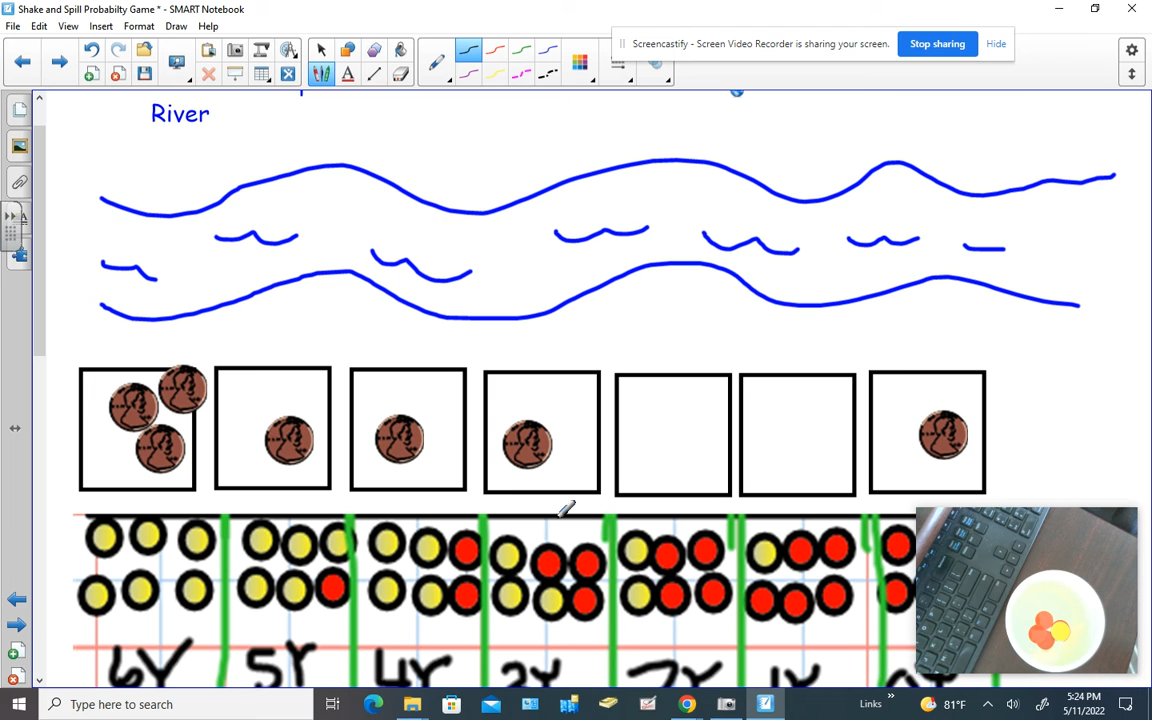 Shake and Spill Probabilty Game * - SMART Notebook
File Edit View Insert Format Draw Help
Screencastify - Screen Video Recorder is sharing your screen. Stop sharing Hide
River
6Y 5Y 4Y 3Y 2Y 1Y
Type here to search
Links
81°F
5:24 PM
5/11/2022